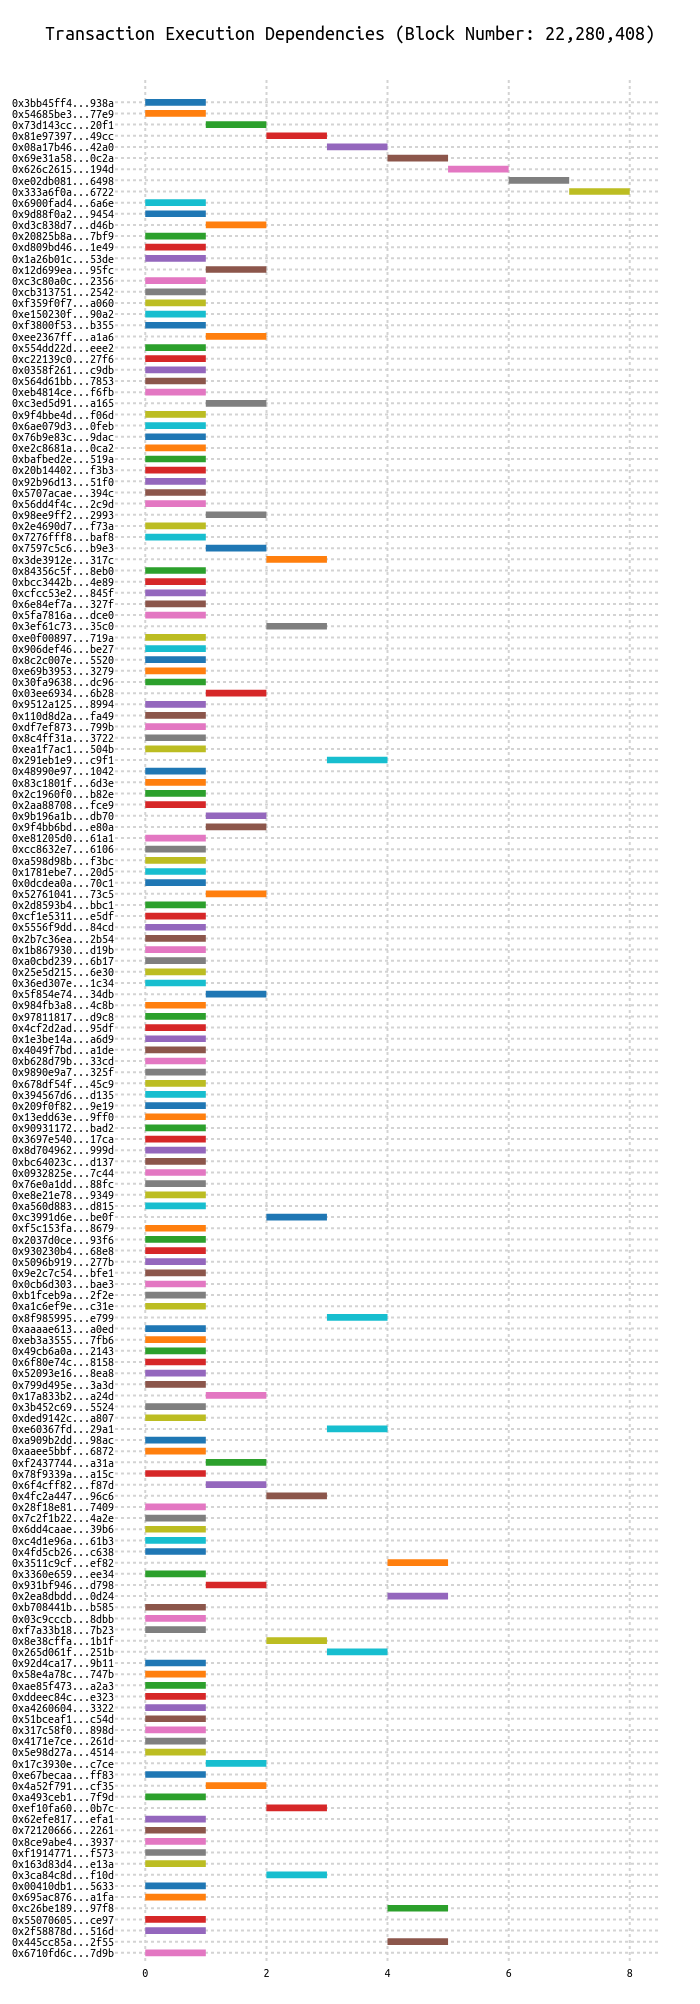 Transaction Execution Dependencies (Block Number: 22,280,408)
0x3bb45ff4...938a
0x54685be3...77e9
0x73d143cc...20f1
0x81e97397...49cc
0x08a17b46...42a0
0x69e31a58...0c2a
0x626c2615...194d
0xe02db081...6498
0x333a6f0a...6722
0x6900fad4...6a6e
0x9d88f0a2...9454
0xd3c838d7...d46b
0x20825b8a...7bf9
0xd809bd46...1e49
0x1a26b01c...53de
0x12d699ea...95fc
0xc3c80a0c...2356
0xcb313751...2542
0xf359f0f7...a060
0xe150230f...90a2
0xf3800f53...b355
0xee2367ff...a1a6
0x554dd22d...eee2
0xc22139c0...27f6
0x0358f261...c9db
0x564d61bb...7853
0xeb4814ce...f6fb
0xc3ed5d91...a165
0x9f4bbe4d...f06d
0x6ae079d3...0feb
0x76b9e83c...9dac
0xe2c8681a...0ca2
0xbafbed2e...519a
0x20b14402...f3b3
0x92b96d13...51f0
0x5707acae...394c
0x56dd4f4c...2c9d
0x98ee9ff2...2993
0x2e4690d7...f73a
0x7276fff8...baf8
0x7597c5c6...b9e3
0x3de3912e...317c
0x84356c5f...8eb0
0xbcc3442b...4e89
0xcfcc53e2...845f
0x6e84ef7a...327f
0x5fa7816a...dce0
0x3ef61c73...35c0
0xe0f00897...719a
0x906def46...be27
0x8c2c007e...5520
0xe69b3953...3279
0x30fa9638...dc96
0x03ee6934...6b28
0x9512a125...8994
0x110d8d2a...fa49
0xdf7ef873...799b
0x8c4ff31a...3722
0xea1f7ac1...504b
0x291eb1e9...c9f1
0x48990e97...1042
0x83c1801f...6d3e
0x2c1960f0...b82e
0x2aa88708...fce9
0x9b196a1b...db70
0x9f4bb6bd...e80a
0xe81205d0...61a1
0xcc8632e7...6106
0xa598d98b...f3bc
0x1781ebe7...20d5
0x0dcdea0a...70c1
0x52761041...73c5
0x2d8593b4...bbc1
0xcf1e5311...e5df
0x5556f9dd...84cd
0x2b7c36ea...2b54
0x1b867930...d19b
0xa0cbd239...6b17
0x25e5d215...6e30
0x36ed307e...1c34
0x5f854e74...34db
0x984fb3a8...4c8b
0x97811817...d9c8
0x4cf2d2ad...95df
0x1e3be14a...a6d9
0x4049f7bd...a1de
0xb628d79b...33cd
0x9890e9a7...325f
0x678df54f...45c9
0x394567d6...d135
0x209f0f82...9e19
0x13edd63e...9ff0
0x90931172...bad2
0x3697e540...17ca
0x8d704962...999d
0xbc64023c...d137
0x0932825e...7c44
0x76e0a1dd...88fc
0xe8e21e78...9349
0xa560d883...d815
0xc3991d6e...be0f
0xf5c153fa...8679
0x2037d0ce...93f6
0x930230b4...68e8
0x5096b919...277b
0x9e2c7c54...bfe1
0x0cb6d303...bae3
0xb1fceb9a...2f2e
0xa1c6ef9e...c31e
0x8f985995...e799
0xaaaae613...a0ed
0xeb3a3555...7fb6
0x49cb6a0a...2143
0x6f80e74c...8158
0x52093e16...8ea8
0x799d495e...3a3d
0x17a833b2...a24d
0x3b452c69...5524
0xded9142c...a807
0xe60367fd...29a1
0xa909b2dd...98ac
0xaaee5bbf...6872
0xf2437744...a31a
0x78f9339a...a15c
0x6f4cff82...f87d
0x4fc2a447...96c6
0x28f18e81...7409
0x7c2f1b22...4a2e
0x6dd4caae...39b6
0xc4d1e96a...61b3
0x4fd5cb26...c638
0x3511c9cf...ef82
0x3360e659...ee34
0x931bf946...d798
0x2ea8dbdd...0d24
0xb708441b...b585
0x03c9cccb...8dbb
0xf7a33b18...7b23
0x8e38cffa...1b1f
0x265d061f...251b
0x92d4ca17...9b11
0x58e4a78c...747b
0xae85f473...a2a3
0xddeec84c...e323
0xa4260604...3322
0x51bceaf1...c54d
0x317c58f0...898d
0x4171e7ce...261d
0x5e98d27a...4514
0x17c3930e...c7ce
0xe67becaa...ff83
0x4a52f791...cf35
0xa493ceb1...7f9d
0xef10fa60...0b7c
0x62efe817...efa1
0x72120666...2261
0x8ce9abe4...3937
0xf1914771...f573
0x163d83d4...e13a
0x3ca84c8d...f10d
0x00410db1...5633
0x695ac876...a1fa
0xc26be189...97f8
0x55070605...ce97
0x2f58878d...516d
0x445cc85a...2f55
0x6710fd6c...7d9b
0 2 4 6 8